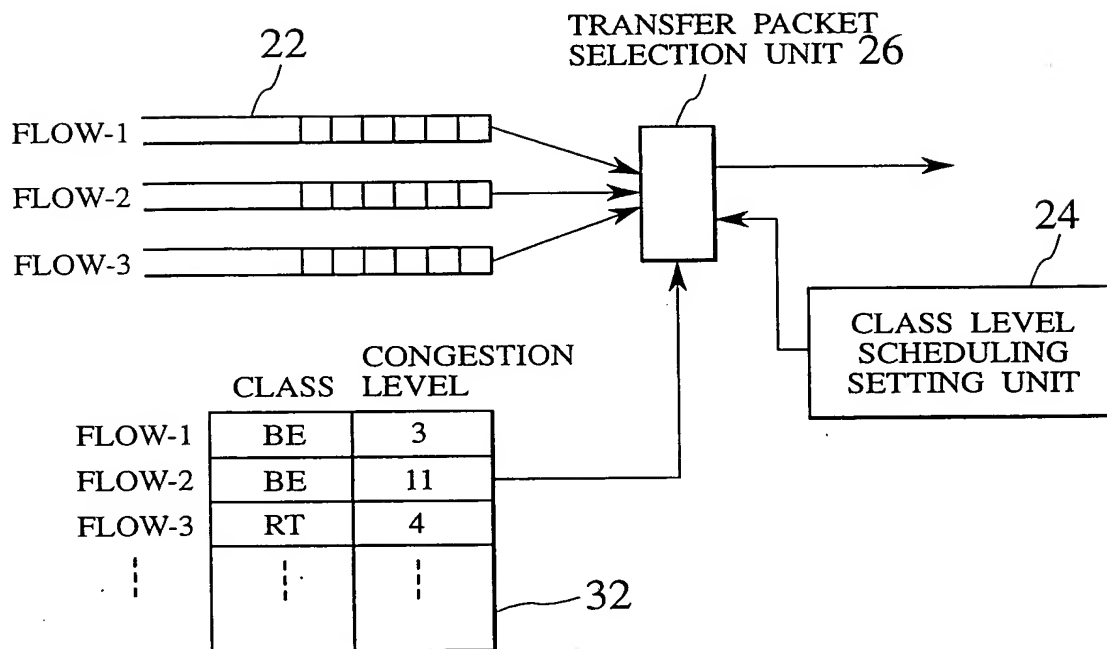 22
TRANSFER PACKET
SELECTION UNIT 26
FLOW-1
FLOW-2
FLOW-3
24
CLASS LEVEL
SCHEDULING
SETTING UNIT
CONGESTION
CLASS LEVEL
FLOW-1 BE 3
FLOW-2 BE 11
FLOW-3 RT 4
32